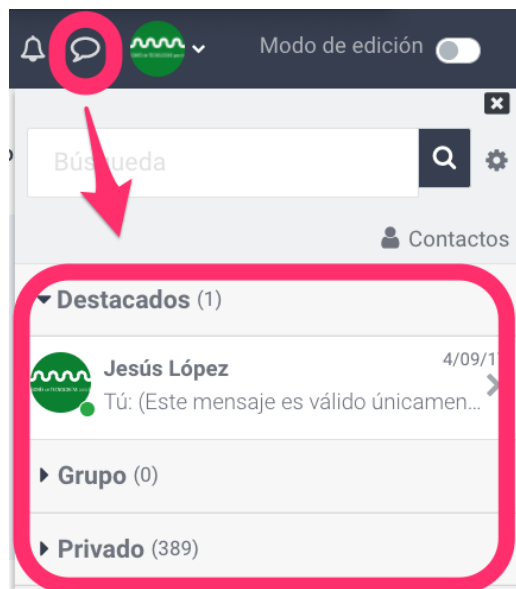 Modo de edición
Búsqueda
Contactos
Destacados (1)
Jesús López
4/09/1
Tú: (Este mensaje es válido únicamen...
Grupo (0)
Privado (389)